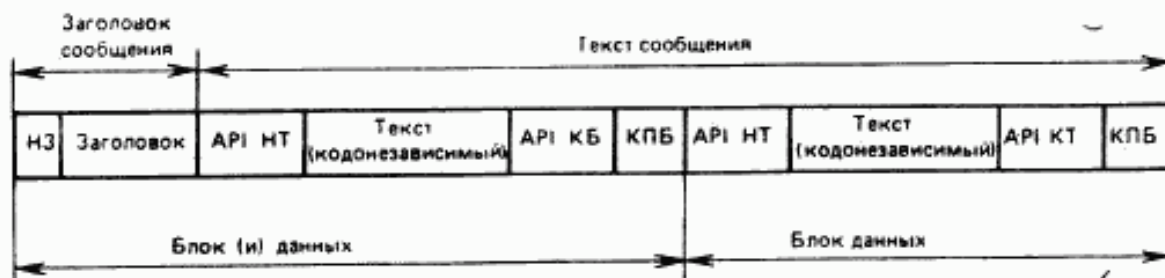 Заголовок
сообщения
Текст сообщения
НЗ
Заголовок
АРI НТ
Текст
(кодонезависимый)
АРI КБ
КПБ
АРI НТ
Текст
(кодонезависимый)
АРI КТ
КПБ
Блок (и) данных
Блок данных